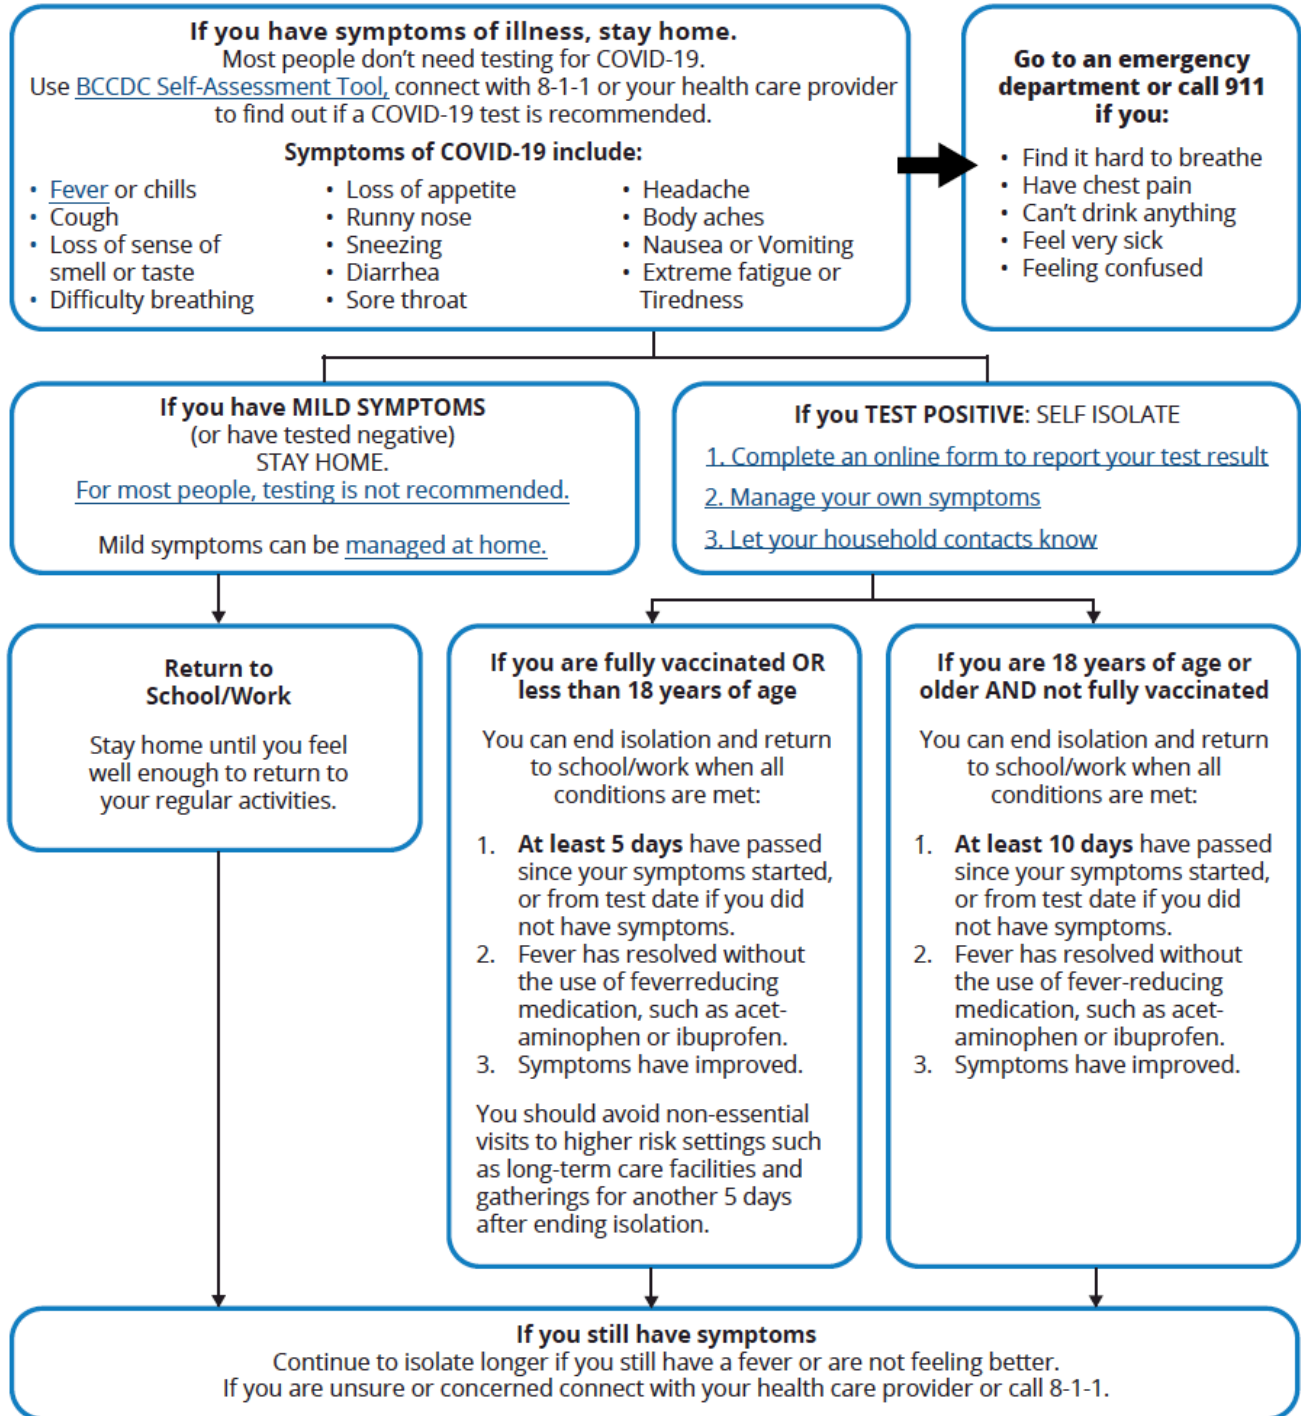 If you have symptoms of illness, stay home.
Most people don't need testing for COVID-19.
Use BCCDC Self-Assessment Tool, connect with 8-1-1 or your health care provider
to find out if a COVID-19 test is recommended.
Symptoms of COVID-19 include:
• Fever or chills
• Cough
• Loss of sense of
smell or taste
• Difficulty breathing
• Loss of appetite
• Runny nose
• Sneezing
• Diarrhea
• Sore throat
• Headache
• Body aches
• Nausea or Vomiting
• Extreme fatigue or
Tiredness
Go to an emergency
department or call 911
if you:
• Find it hard to breathe
• Have chest pain
• Can't drink anything
• Feel very sick
• Feeling confused
If you have MILD SYMPTOMS
(or have tested negative)
STAY HOME.
For most people, testing is not recommended.
Mild symptoms can be managed at home.
If you TEST POSITIVE: SELF ISOLATE
1. Complete an online form to report your test result
2. Manage your own symptoms
3. Let your household contacts know
Return to
School/Work
Stay home until you feel
well enough to return to
your regular activities.
If you are fully vaccinated OR
less than 18 years of age
You can end isolation and return
to school/work when all
conditions are met:
1. At least 5 days have passed
since your symptoms started,
or from test date if you did
not have symptoms.
2. Fever has resolved without
the use of feverreducing
medication, such as acet-
aminophen or ibuprofen.
3. Symptoms have improved.
You should avoid non-essential
visits to higher risk settings such
as long-term care facilities and
gatherings for another 5 days
after ending isolation.
If you are 18 years of age or
older AND not fully vaccinated
You can end isolation and return
to school/work when all
conditions are met:
1. At least 10 days have passed
since your symptoms started,
or from test date if you did
not have symptoms.
2. Fever has resolved without
the use of fever-reducing
medication, such as acet-
aminophen or ibuprofen.
3. Symptoms have improved.
If you still have symptoms
Continue to isolate longer if you still have a fever or are not feeling better.
If you are unsure or concerned connect with your health care provider or call 8-1-1.